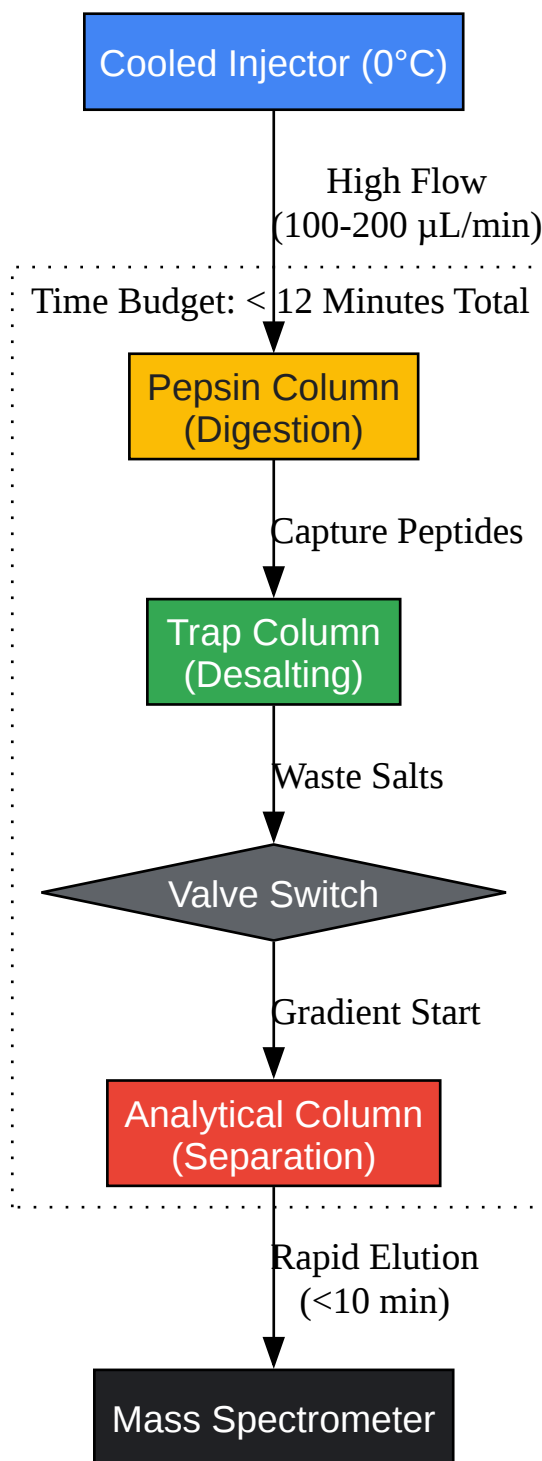 Cooled Injector (0°C)
High Flow
(100-200 µL/min)
Time Budget: < 12 Minutes Total
Pepsin Column
(Digestion)
Capture Peptides
Trap Column
(Desalting)
Waste Salts
Valve Switch
Gradient Start
Analytical Column
(Separation)
Rapid Elution
(<10 min)
Mass Spectrometer